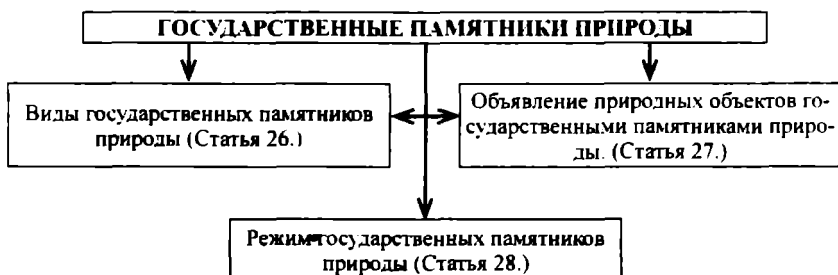 ГОСУДАРСТВЕННЫЕ ПАМЯТНИКИ ПРИРОДЫ
Виды государственных памятников
природы (Статья 26.)
Объявление природных объектов го-
сударственными памятниками приро-
ды. (Статья 27.)
Режим государственных памятников
природы (Статья 28.)